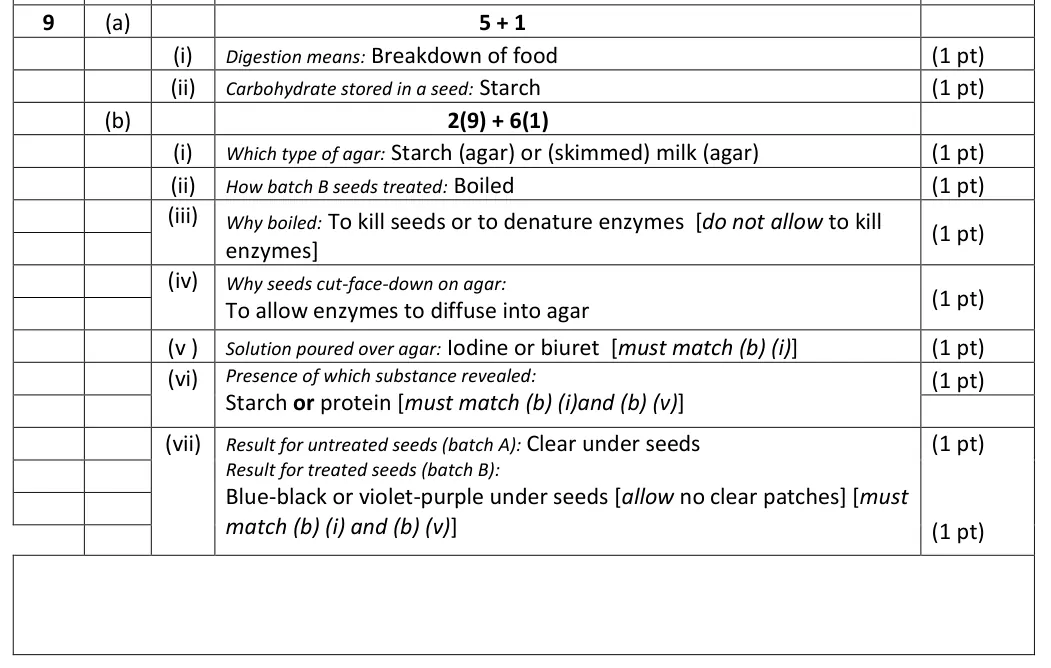 9 (a) 5 + 1
(i) Digestion means: Breakdown of food (1 pt)
(ii) Carbohydrate stored in a seed: Starch (1 pt)
(b) 2(9) + 6(1)
(i) Which type of agar: Starch (agar) or (skimmed) milk (agar) (1 pt)
(ii) How batch B seeds treated: Boiled (1 pt)
(iii) Why boiled: To kill seeds or to denature enzymes [do not allow to kill
enzymes] (1 pt)
(iv) Why seeds cut-face-down on agar:
To allow enzymes to diffuse into agar (1 pt)
(v ) Solution poured over agar: Iodine or biuret [must match (b) (i)] (1 pt)
(vi) Presence of which substance revealed: (1 pt)
Starch or protein [must match (b) (i)and (b) (v)]
(vii) Result for untreated seeds (batch A): Clear under seeds (1 pt)
Result for treated seeds (batch B):
Blue-black or violet-purple under seeds [allow no clear patches] [must
match (b) (i) and (b) (v)] (1 pt)